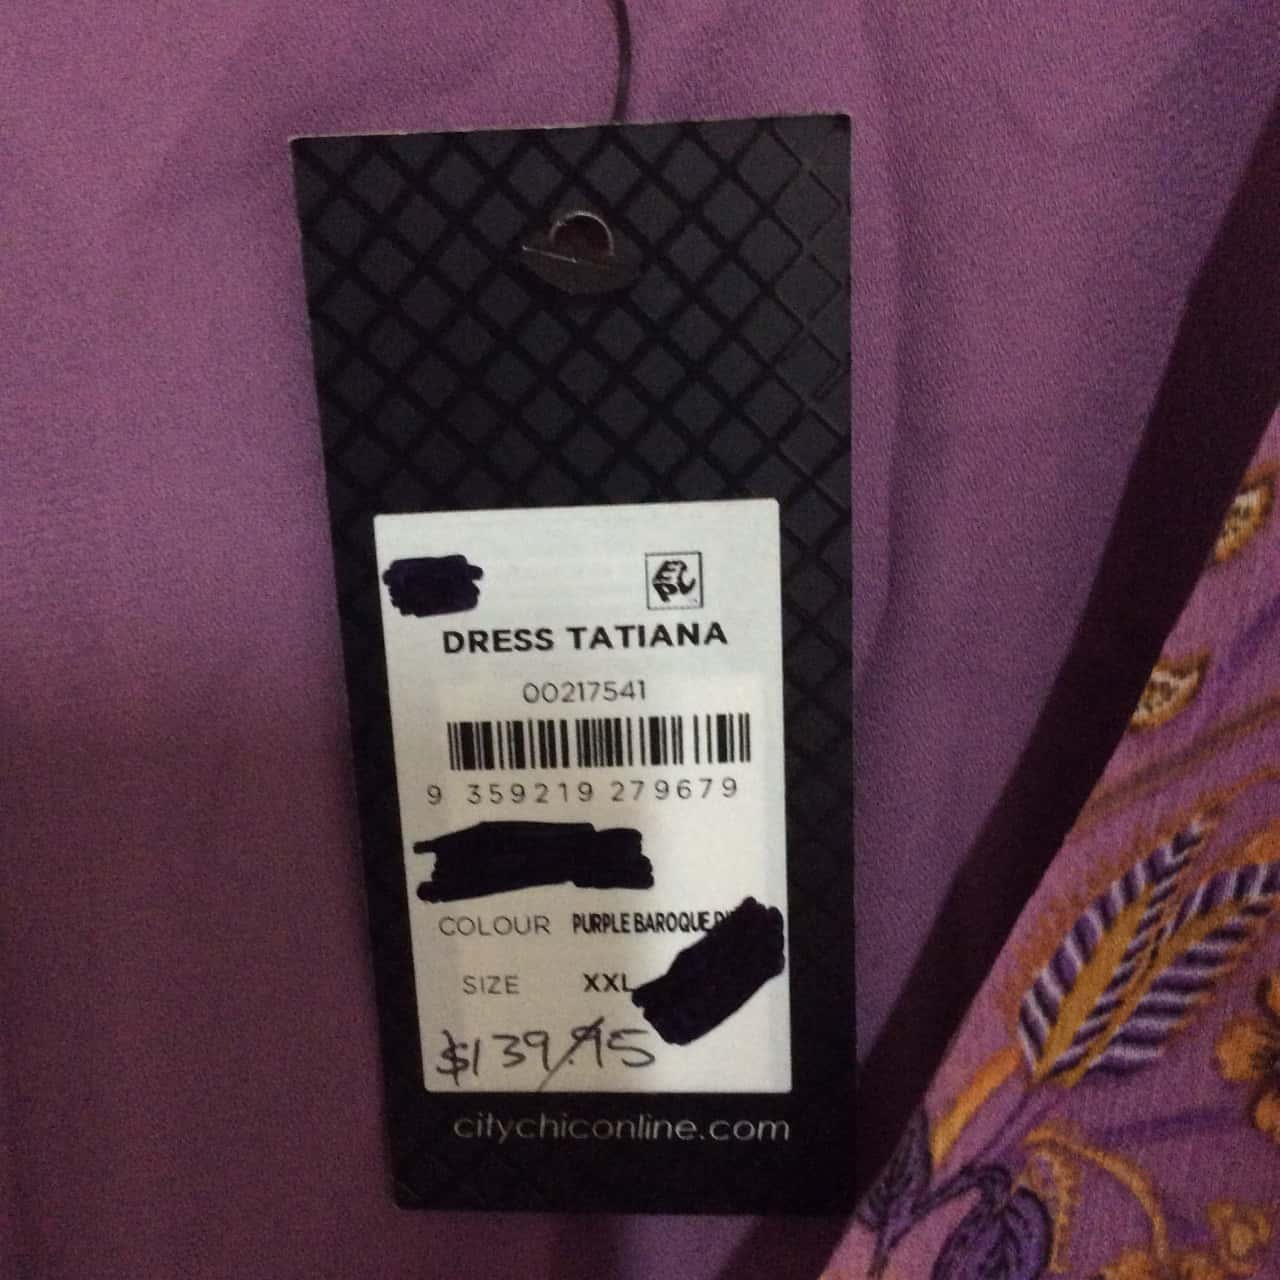 DRESS TATIANA
00217541
9 359219 279679
COLOUR PURPLE BAROQUE
SIZE XXL
$139.95
citychiconline.com